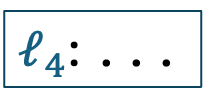 ℓ₄: . . .